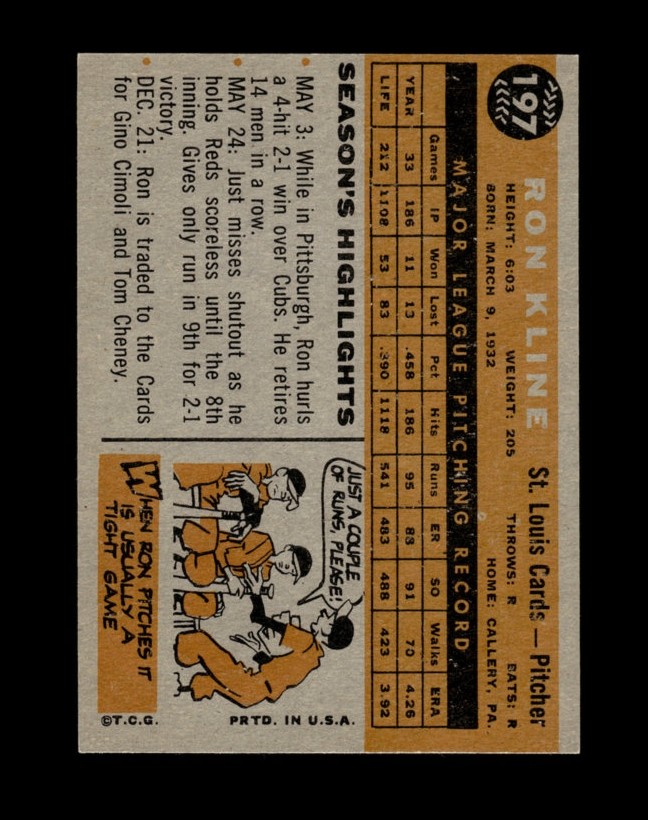 197
RON KLINE St. Louis Cards — Pitcher
HEIGHT: 6:03 WEIGHT: 205 THROWS: R BATS: R
BORN: MARCH 9, 1932 HOME: CALLERY, PA.
MAJOR LEAGUE PITCHING RECORD
Games IP Won Lost Pct Hits Runs ER SO Walks ERA
YEAR 33 186 11 13 .458 186 95 88 91 70 4.26
LIFE 212 1108 53 83 .390 1118 541 483 488 423 3.92
SEASON'S HIGHLIGHTS
• MAY 3: While in Pittsburgh, Ron hurls
a 4-hit 2-1 win over Cubs. He retires
14 men in a row.
• MAY 24: Just misses shutout as he
holds Reds scoreless until the 8th
inning. Gives only run in 9th for 2-1
victory.
• DEC. 21: Ron is traded to the Cards
for Gino Cimoli and Tom Cheney.
JUST A COUPLE
OF RUNS, PLEASE!
WHEN RON PITCHES IT
IS USUALLY A
TIGHT GAME
©T.C.G. PRTD. IN U.S.A.